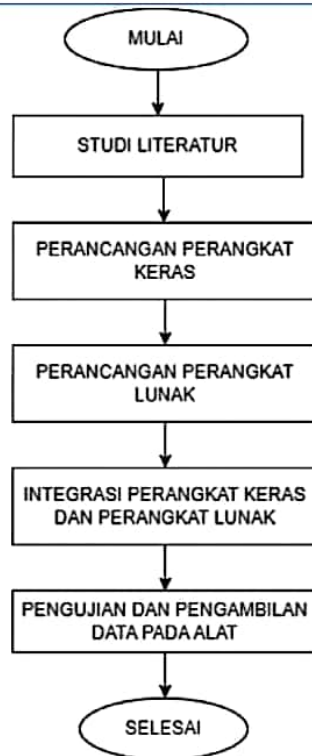 MULAI
STUDI LITERATUR
PERANCANGAN PERANGKAT
KERAS
PERANCANGAN PERANGKAT
LUNAK
INTEGRASI PERANGKAT KERAS
DAN PERANGKAT LUNAK
PENGUJIAN DAN PENGAMBILAN
DATA PADA ALAT
SELESAI